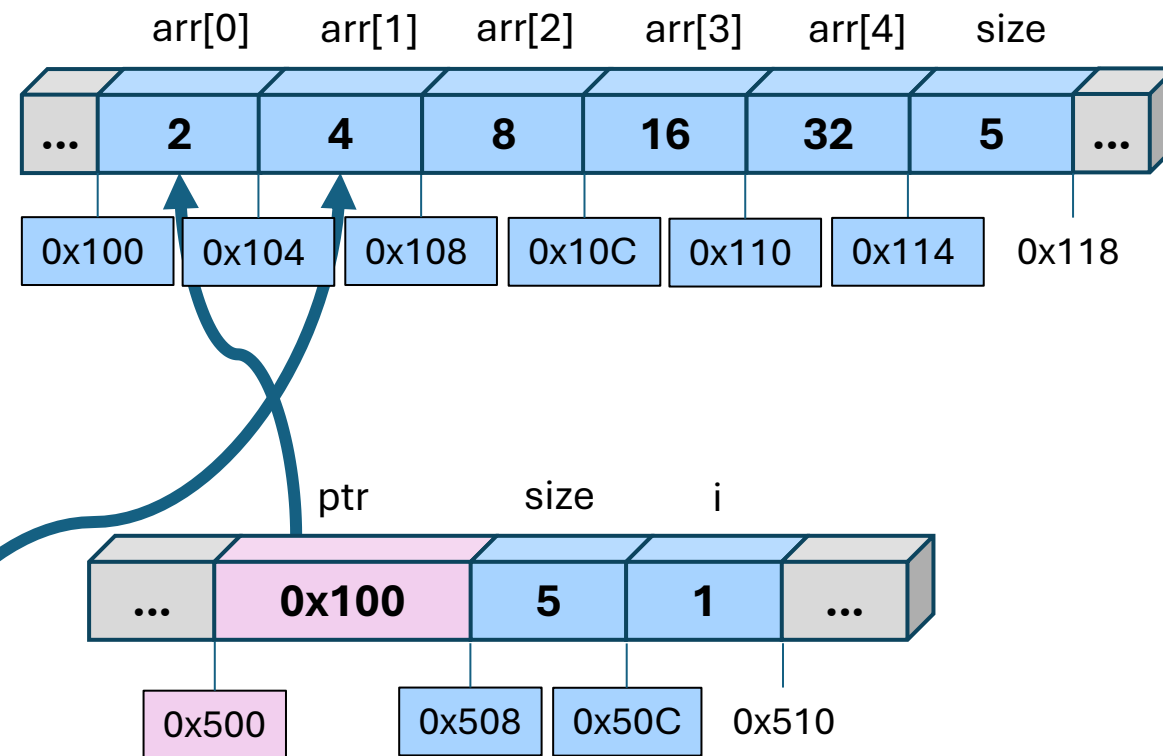 arr[0] arr[1] arr[2] arr[3] arr[4] size
... 2 4 8 16 32 5 ...
0x100 0x104 0x108 0x10C 0x110 0x114 0x118
ptr size i
... 0x100 5 1 ...
0x500 0x508 0x50C 0x510